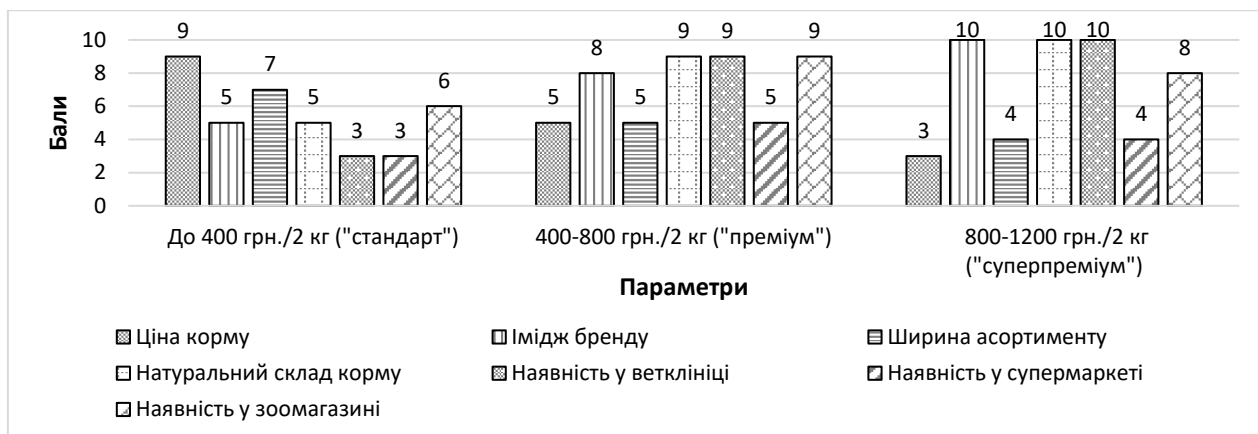 9 5 7 5 3 3 6 5 8 5 9 9 5 9 3 10 4 10 10 4 8
Бали
10
8
6
4
2
0
До 400 грн./2 кг ("стандарт")
400-800 грн./2 кг ("преміум")
800-1200 грн./2 кг
("суперпреміум")
Параметри
Ціна корму
Імідж бренду
Ширина асортименту
Натуральний склад корму
Наявність у ветклініці
Наявність у супермаркеті
Наявність у зоомагазині